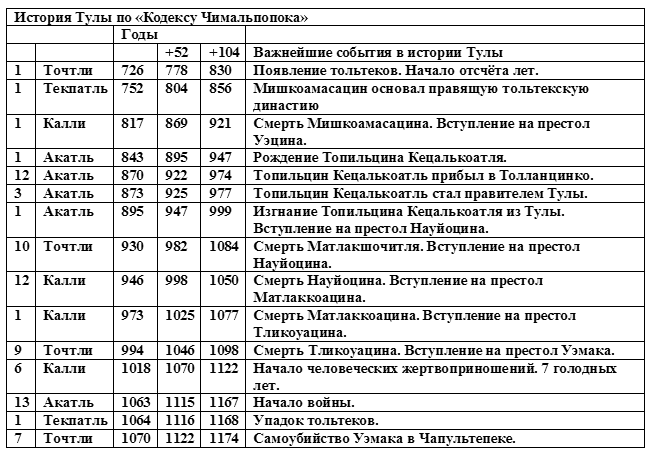 История Тулы по «Кодексу Чимальпопока»
Годы
+52 +104 Важнейшие события в истории Тулы
1 Точтли 726 778 830 Появление тольтеков. Начало отсчёта лет.
1 Текпатль 752 804 856 Мишкоамасацин основал правящую тольтекскую
династию
1 Калли 817 869 921 Смерть Мишкоамасацина. Вступление на престол
Уэцина.
1 Акатль 843 895 947 Рождение Топильцина Кецалькоатля.
12 Акатль 870 922 974 Топильцин Кецалькоатль прибыл в Толланцинко.
3 Акатль 873 925 977 Топильцин Кецалькоатль стал правителем Тулы.
1 Акатль 895 947 999 Изгнание Топильцина Кецалькоатля из Тулы.
Вступление на престол Науйоцина.
10 Точтли 930 982 1084 Смерть Матлакшочитля. Вступление на престол
Науйоцина.
12 Калли 946 998 1050 Смерть Науйоцина. Вступление на престол
Матлаккоацина.
1 Калли 973 1025 1077 Смерть Матлаккоацина. Вступление на престол
Тликоуацина.
9 Точтли 994 1046 1098 Смерть Тликоуацина. Вступление на престол Уэмака.
6 Калли 1018 1070 1122 Начало человеческих жертвоприношений. 7 голодных
лет.
13 Акатль 1063 1115 1167 Начало войны.
1 Текпатль 1064 1116 1168 Упадок тольтеков.
7 Точтли 1070 1122 1174 Самоубийство Уэмака в Чапультепеке.